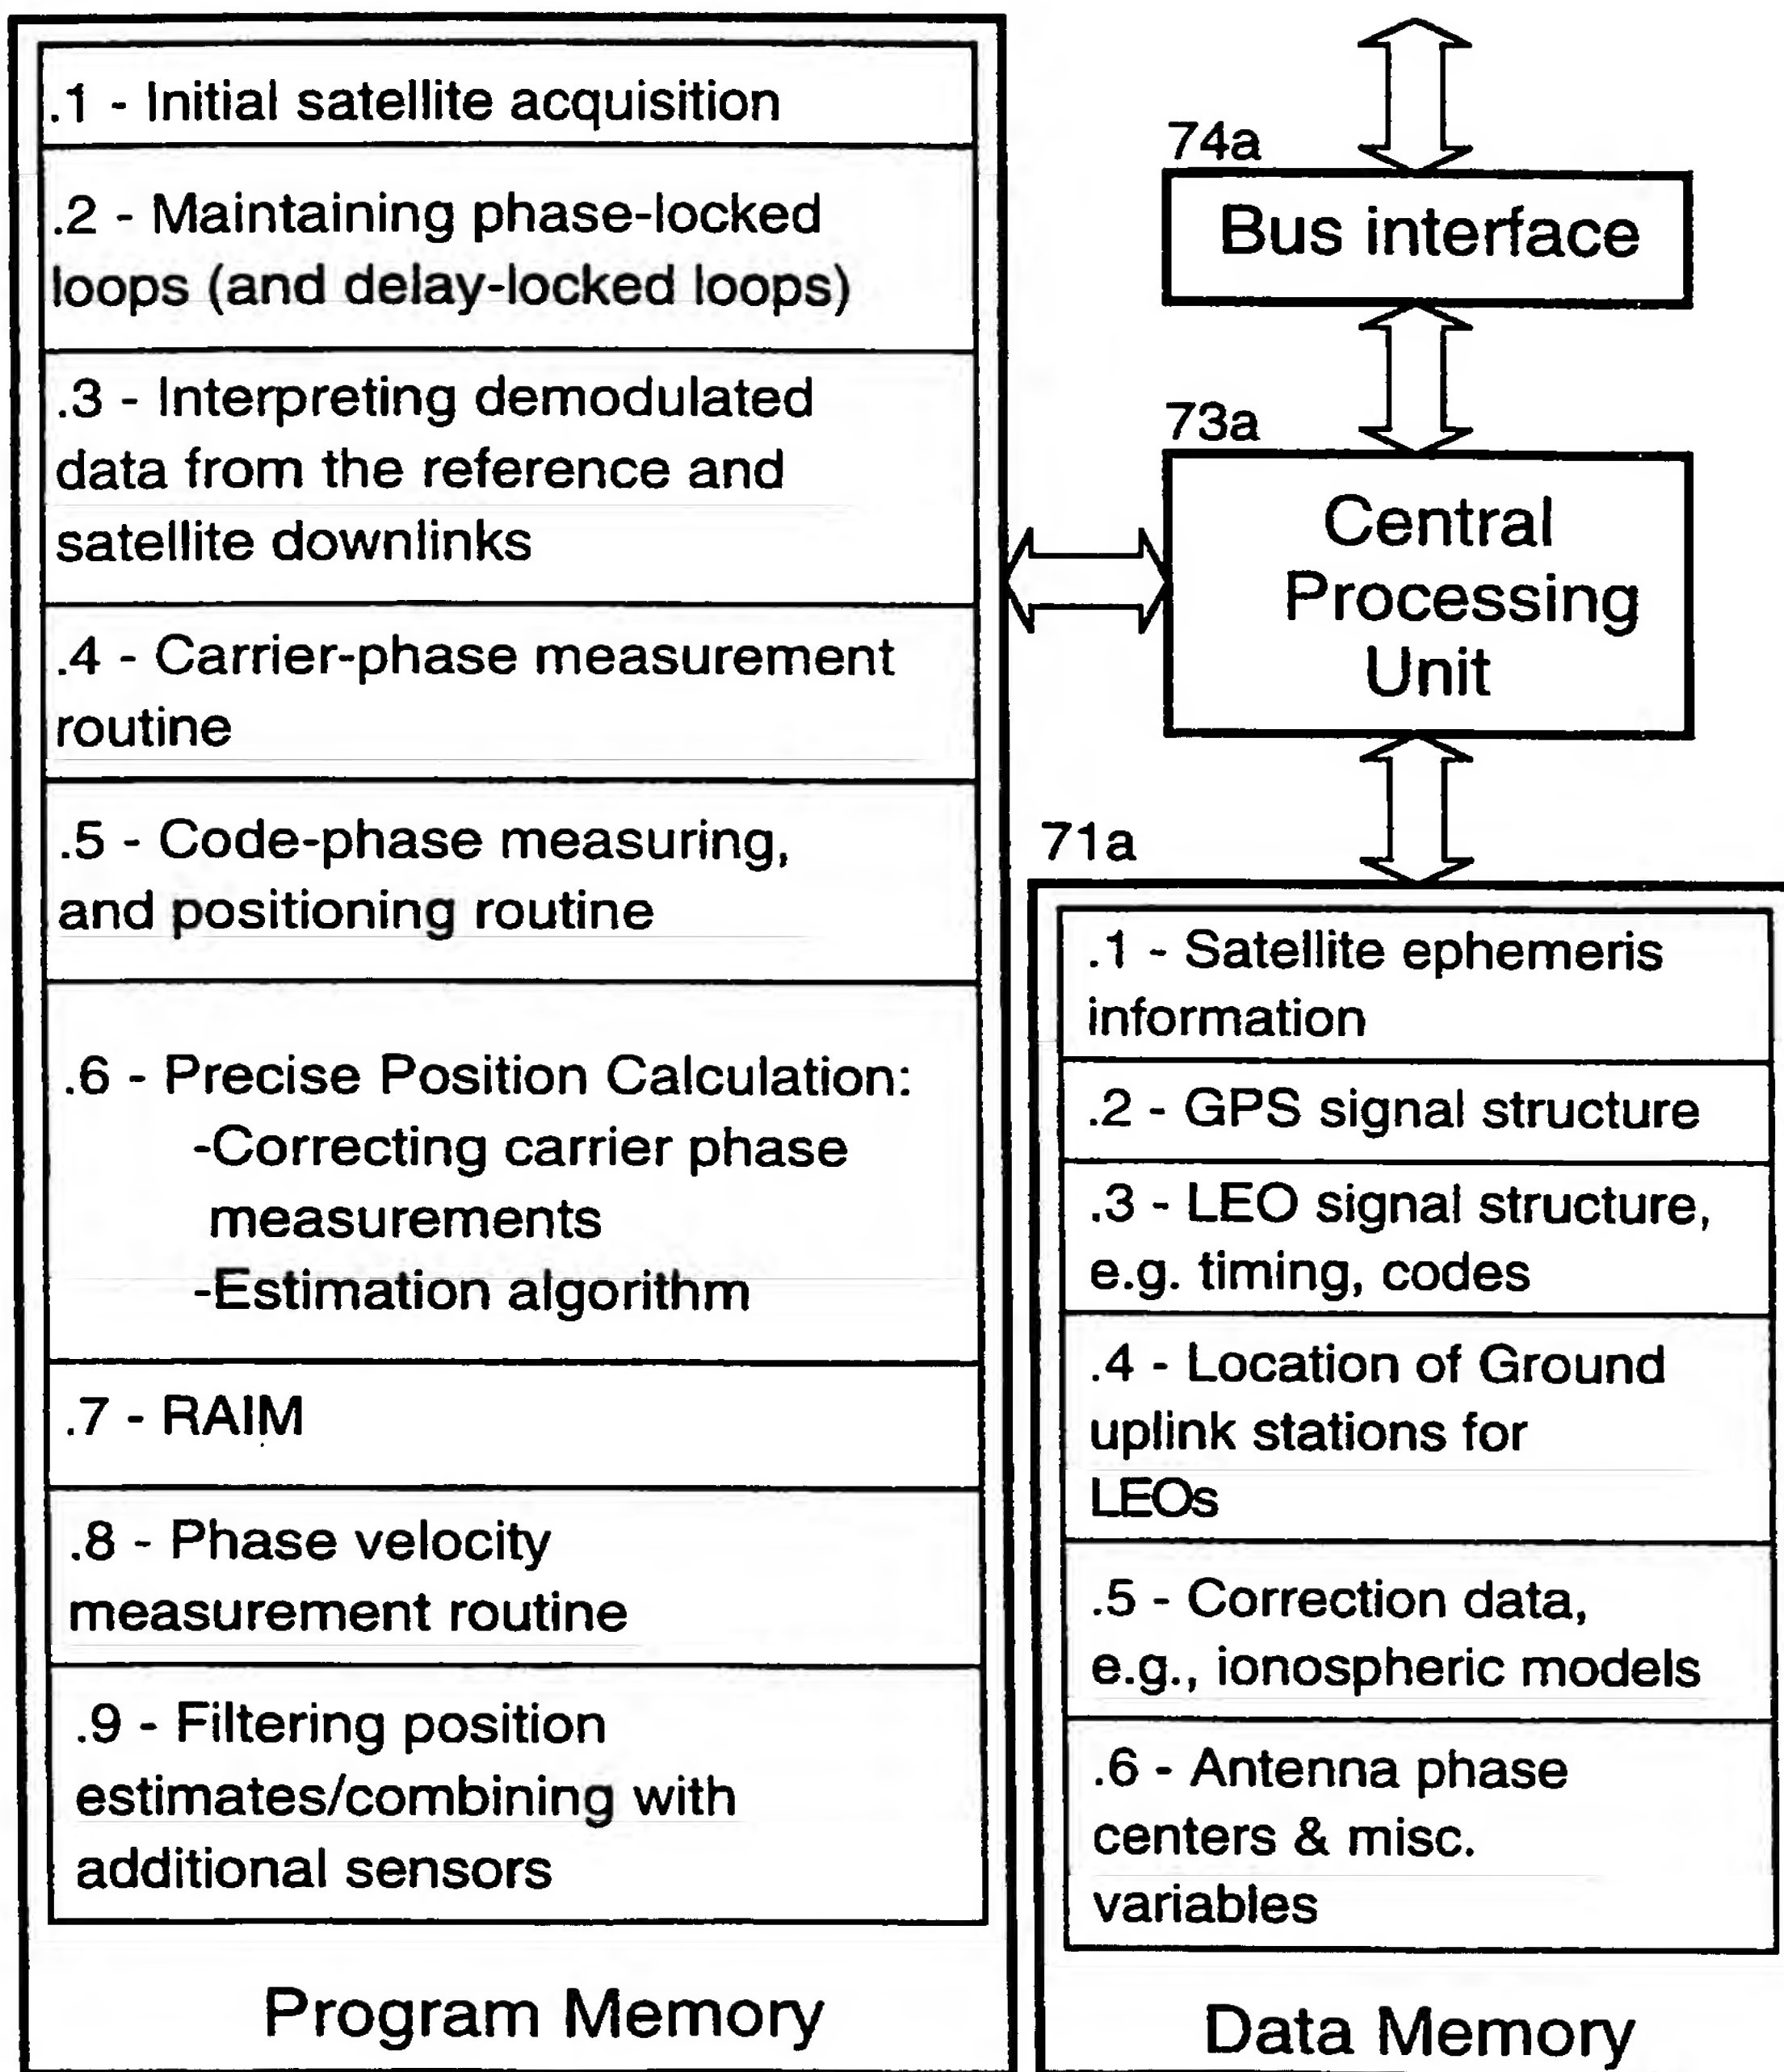 .1 - Initial satellite acquisition
.2 - Maintaining phase-locked
loops (and delay-locked loops)
.3 - Interpreting demodulated
data from the reference and
satellite downlinks
.4 - Carrier-phase measurement
routine
.5 - Code-phase measuring,
and positioning routine
.6 - Precise Position Calculation:
-Correcting carrier phase
measurements
-Estimation algorithm
.7 - RAIM
.8 - Phase velocity
measurement routine
.9 - Filtering position
estimates/combining with
additional sensors
Program Memory
74a
Bus interface
73a
Central
Processing
Unit
71a
.1 - Satellite ephemeris
information
.2 - GPS signal structure
.3 - LEO signal structure,
e.g. timing, codes
.4 - Location of Ground
uplink stations for
LEOs
.5 - Correction data,
e.g., ionospheric models
.6 - Antenna phase
centers & misc.
variables
Data Memory